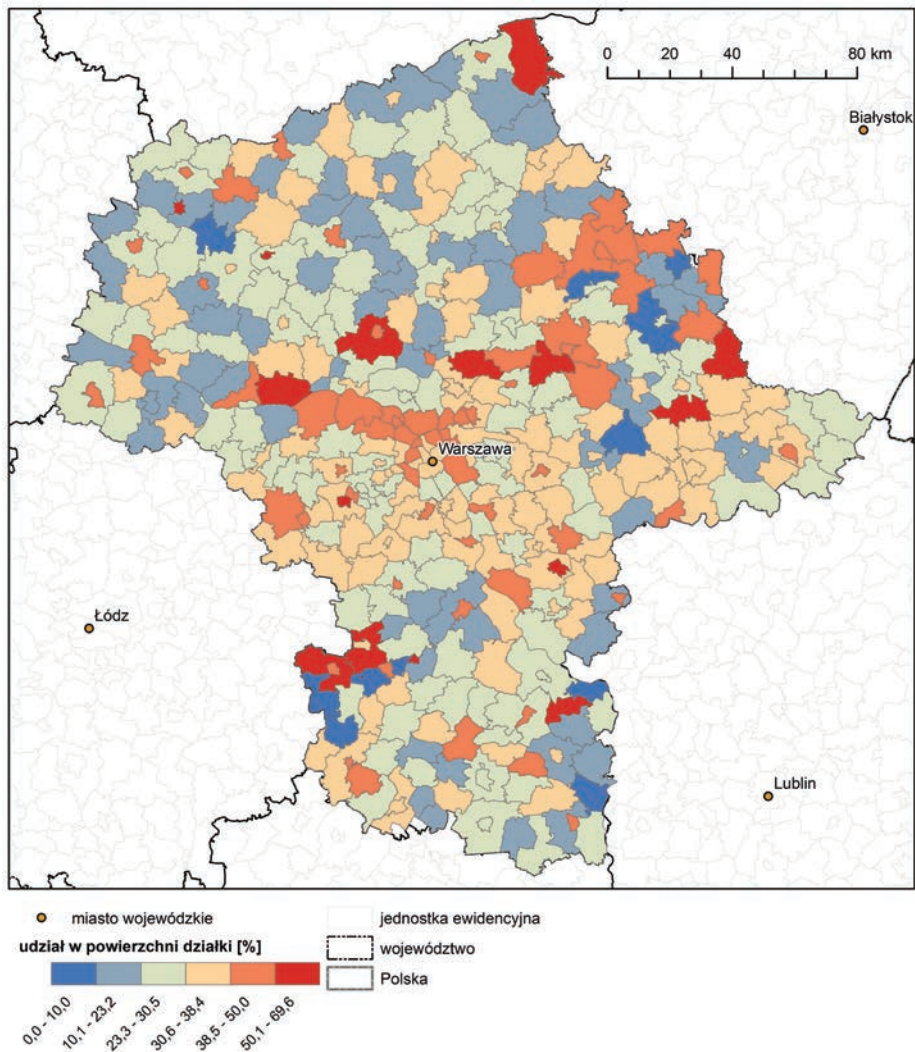 0 20 40 80 km
Białystok
Warszawa
Łódz
Lublin
miasto wojewódzkie
jednostka ewidencyjna
udział w powierzchni działki [%]
województwo
Polska
0,0 - 10,0
10,1 - 23,2
23,3 - 30,5
30,6 - 38,4
38,5 - 50,0
50,1 - 69,6